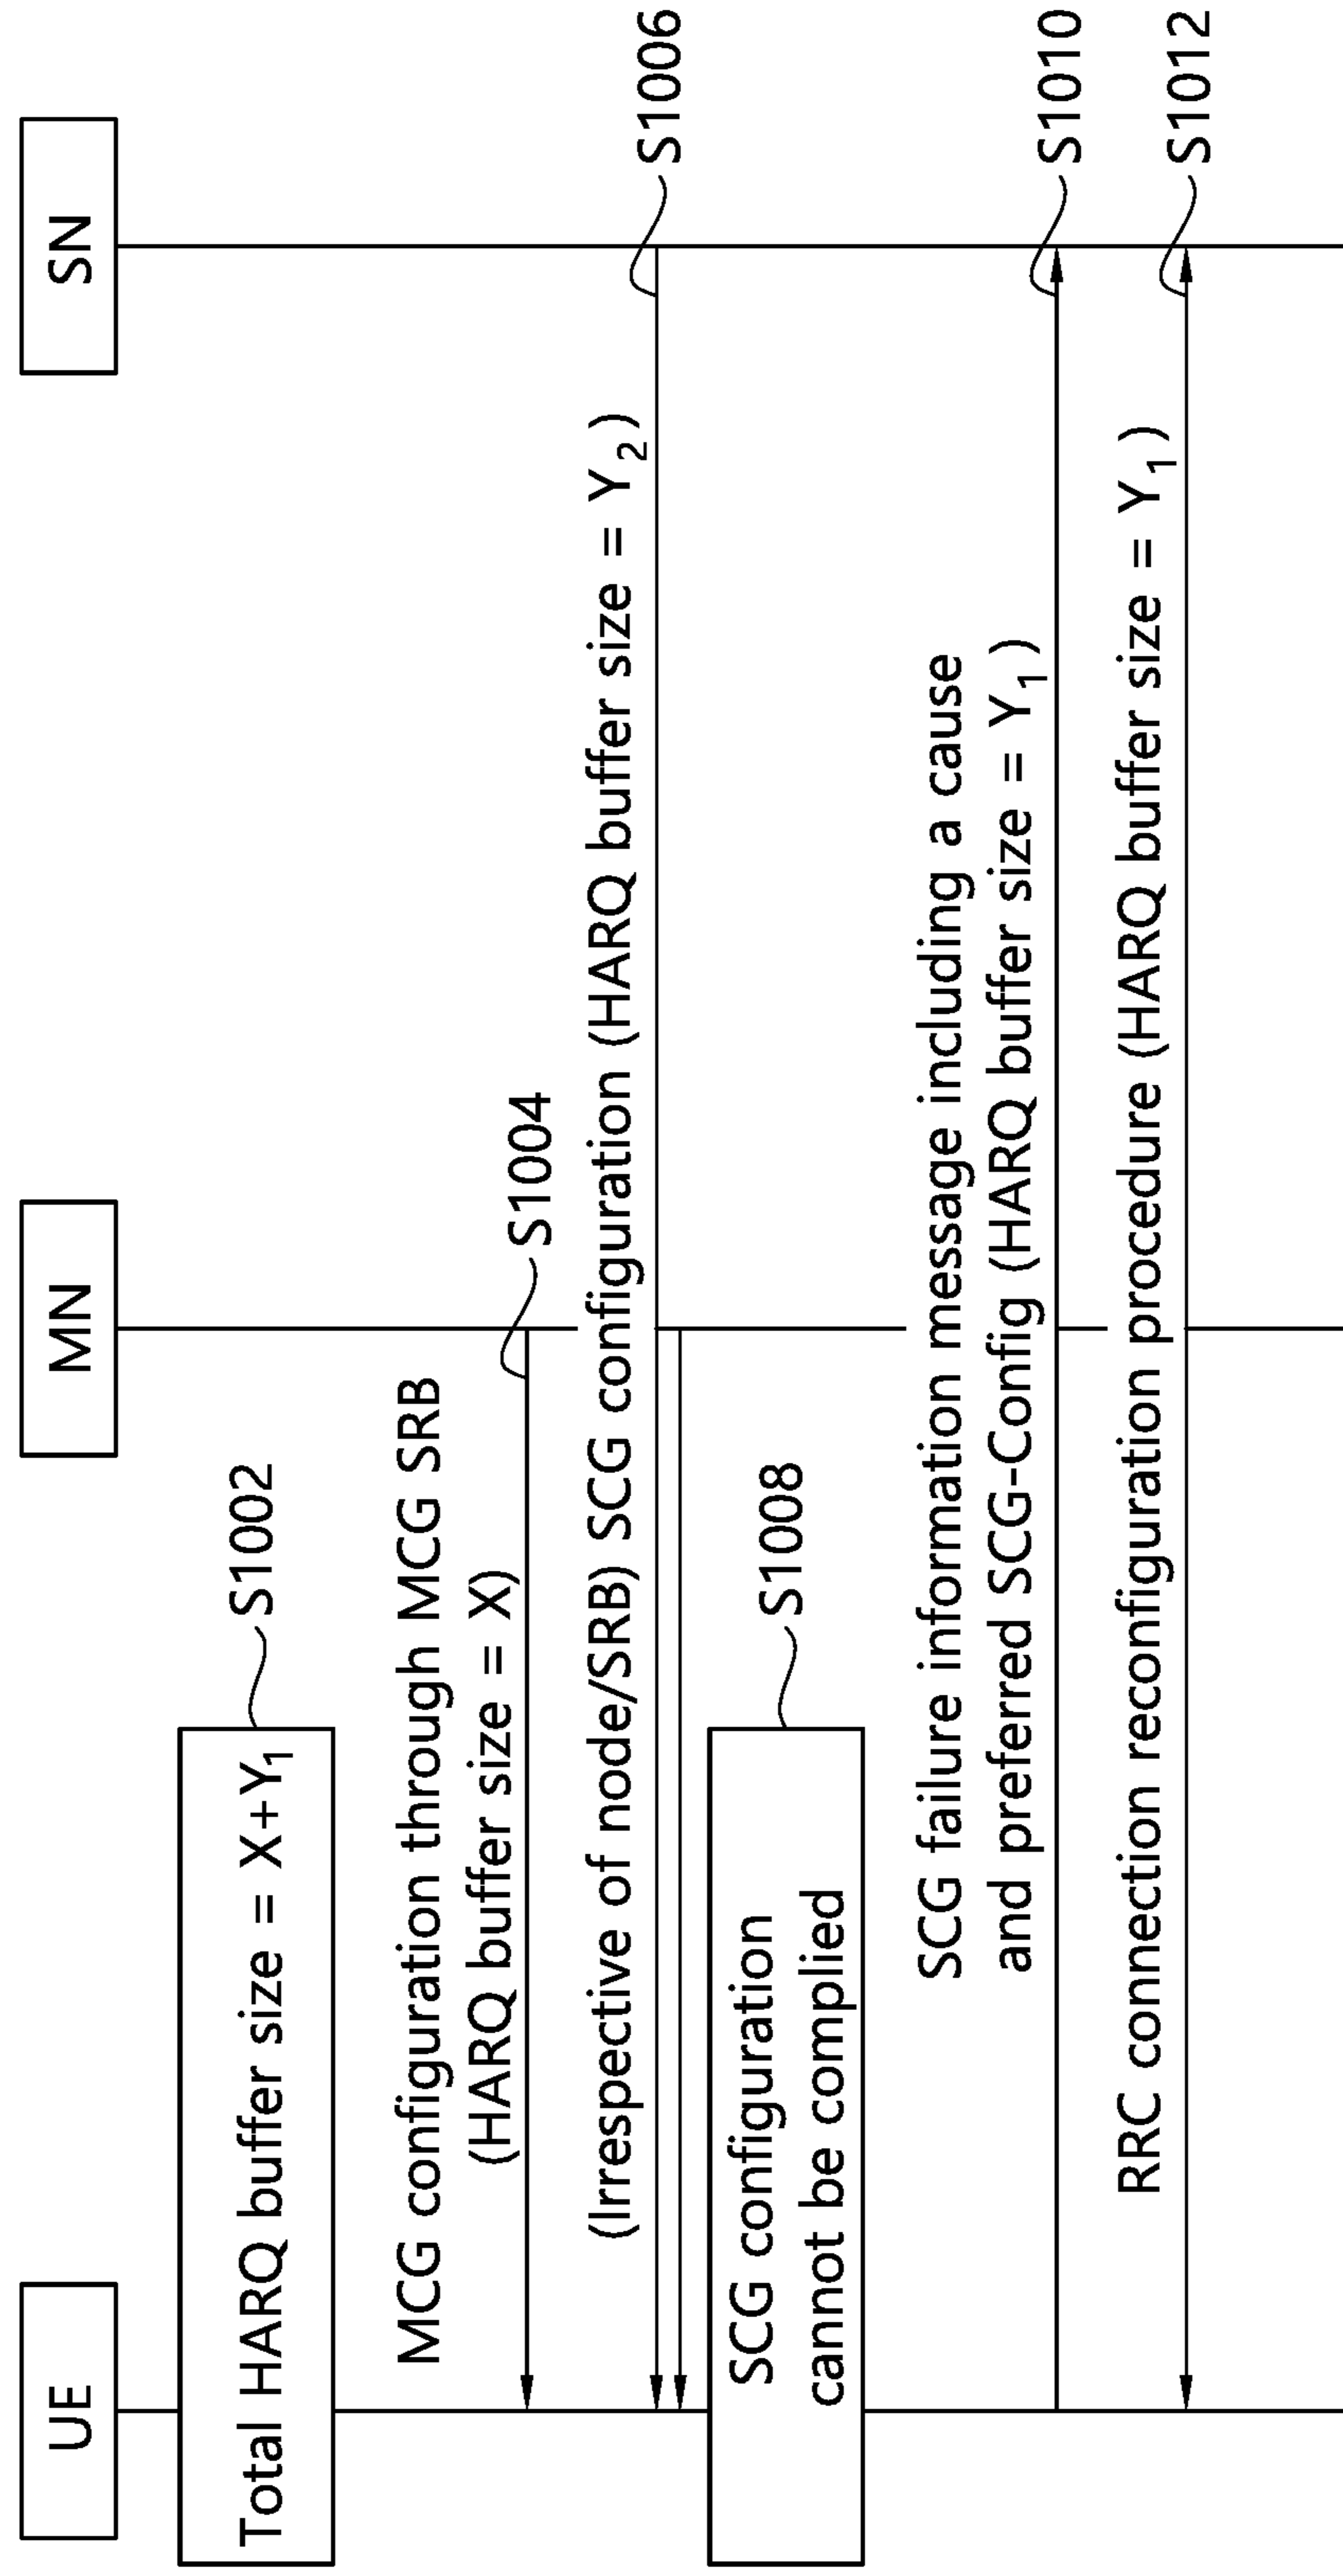 UE
MN
SN
Total HARQ buffer size = X+Y₁
S1002
MCG configuration through MCG SRB
(HARQ buffer size = X)
S1004
(Irrespective of node/SRB) SCG configuration (HARQ buffer size = Y₂)
S1006
SCG configuration
cannot be complied
S1008
SCG failure information message including a cause
and preferred SCG-Config (HARQ buffer size = Y₁)
S1010
RRC connection reconfiguration procedure (HARQ buffer size = Y₁)
S1012